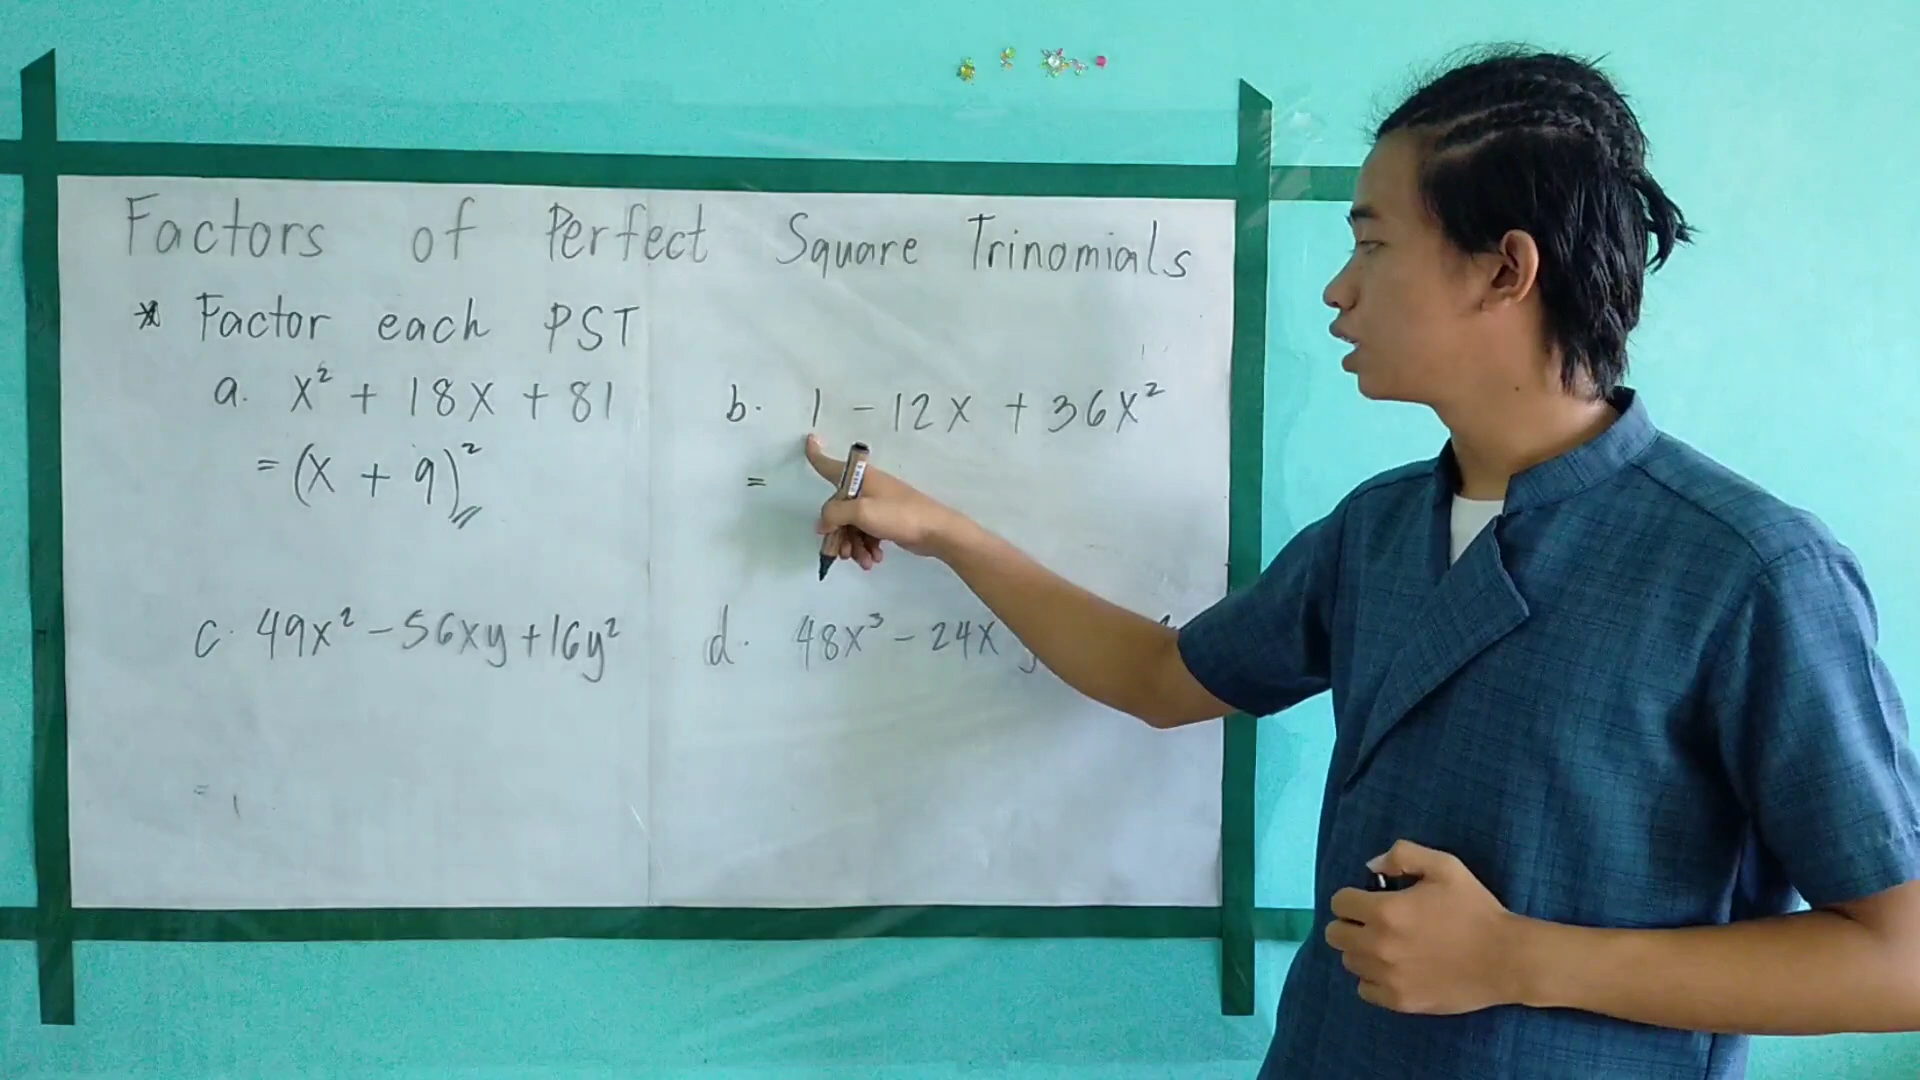 Factors of Perfect Square Trinomials
* Factor each PST
a. x² + 18x + 81
= (x + 9)²
b. 1 - 12x + 36x²
=
c. 49x² - 56xy + 16y²
d. 48x³ - 24x
=